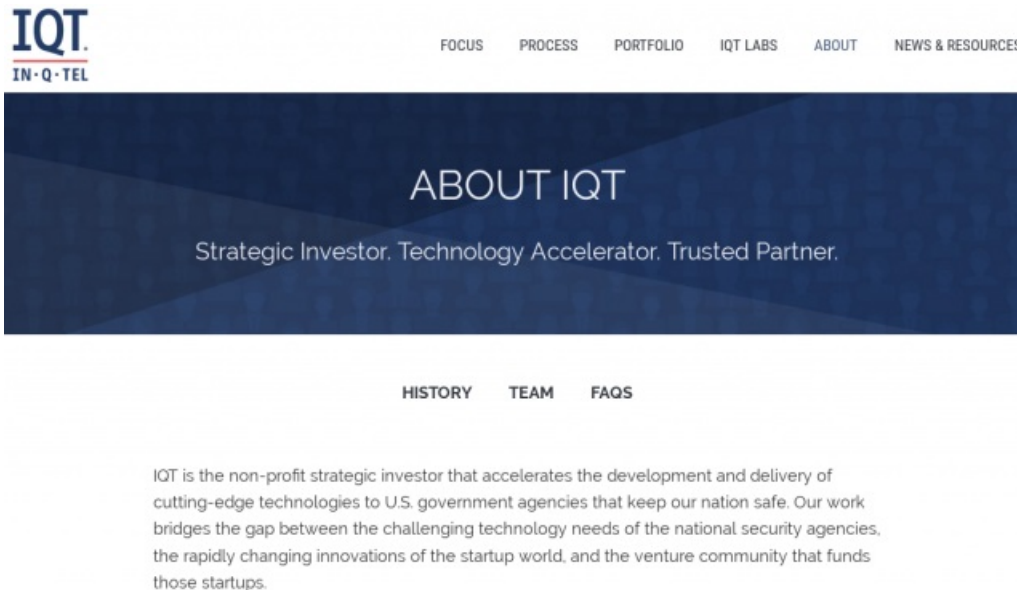 IQT.
IN·Q·TEL
FOCUS PROCESS PORTFOLIO IQT LABS ABOUT NEWS & RESOURCES
ABOUT IQT
Strategic Investor. Technology Accelerator. Trusted Partner.
HISTORY TEAM FAQS
IQT is the non-profit strategic investor that accelerates the development and delivery of
cutting-edge technologies to U.S. government agencies that keep our nation safe. Our work
bridges the gap between the challenging technology needs of the national security agencies,
the rapidly changing innovations of the startup world, and the venture community that funds
those startups.